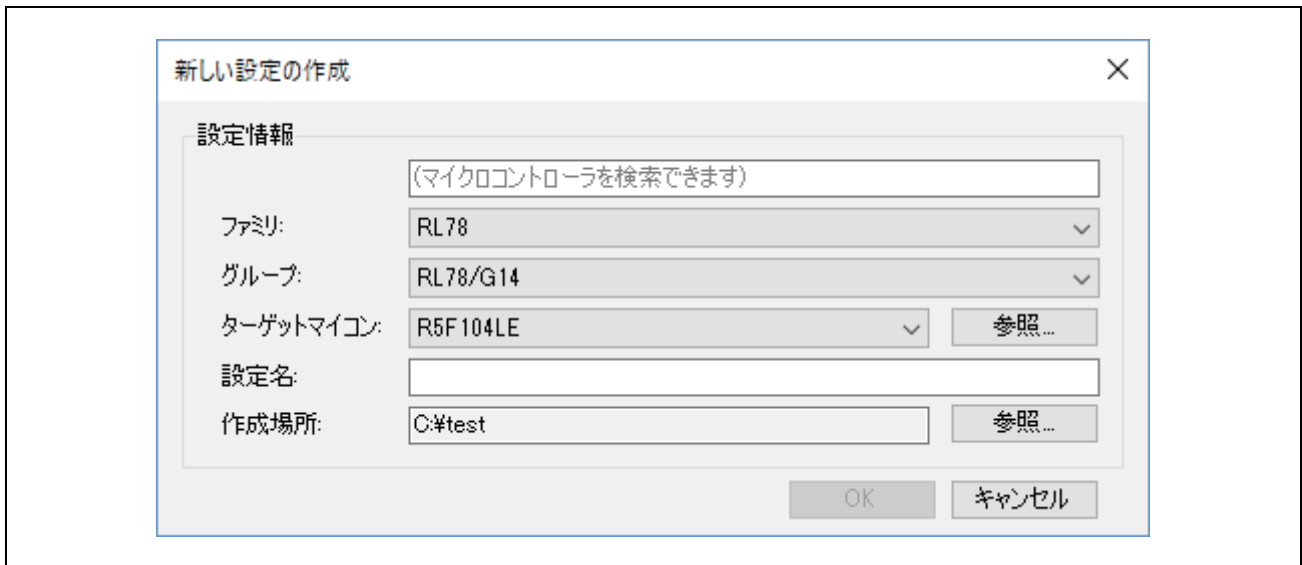 新しい設定の作成
設定情報
(マイクロコントローラを検索できます)
ファミリ: RL78
グループ: RL78/G14
ターゲットマイコン: R5F104LE 参照...
設定名:
作成場所: C:¥test 参照...
OK キャンセル